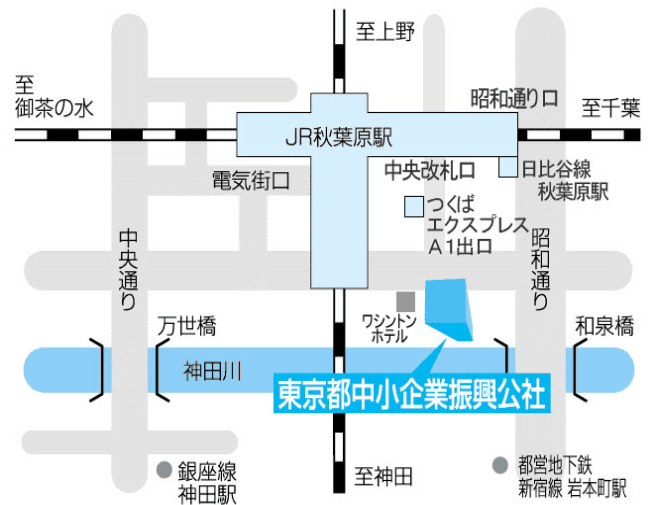 至上野
至
御茶の水
昭和通り口
至千葉
JR秋葉原駅
電気街口
中央改札口
日比谷線
秋葉原駅
つくば
エクスプレス
A1出口
中央通り
昭和通り
ワシントン
ホテル
万世橋
和泉橋
神田川
東京都中小企業振興公社
銀座線
神田駅
至神田
都営地下鉄
新宿線 岩本町駅